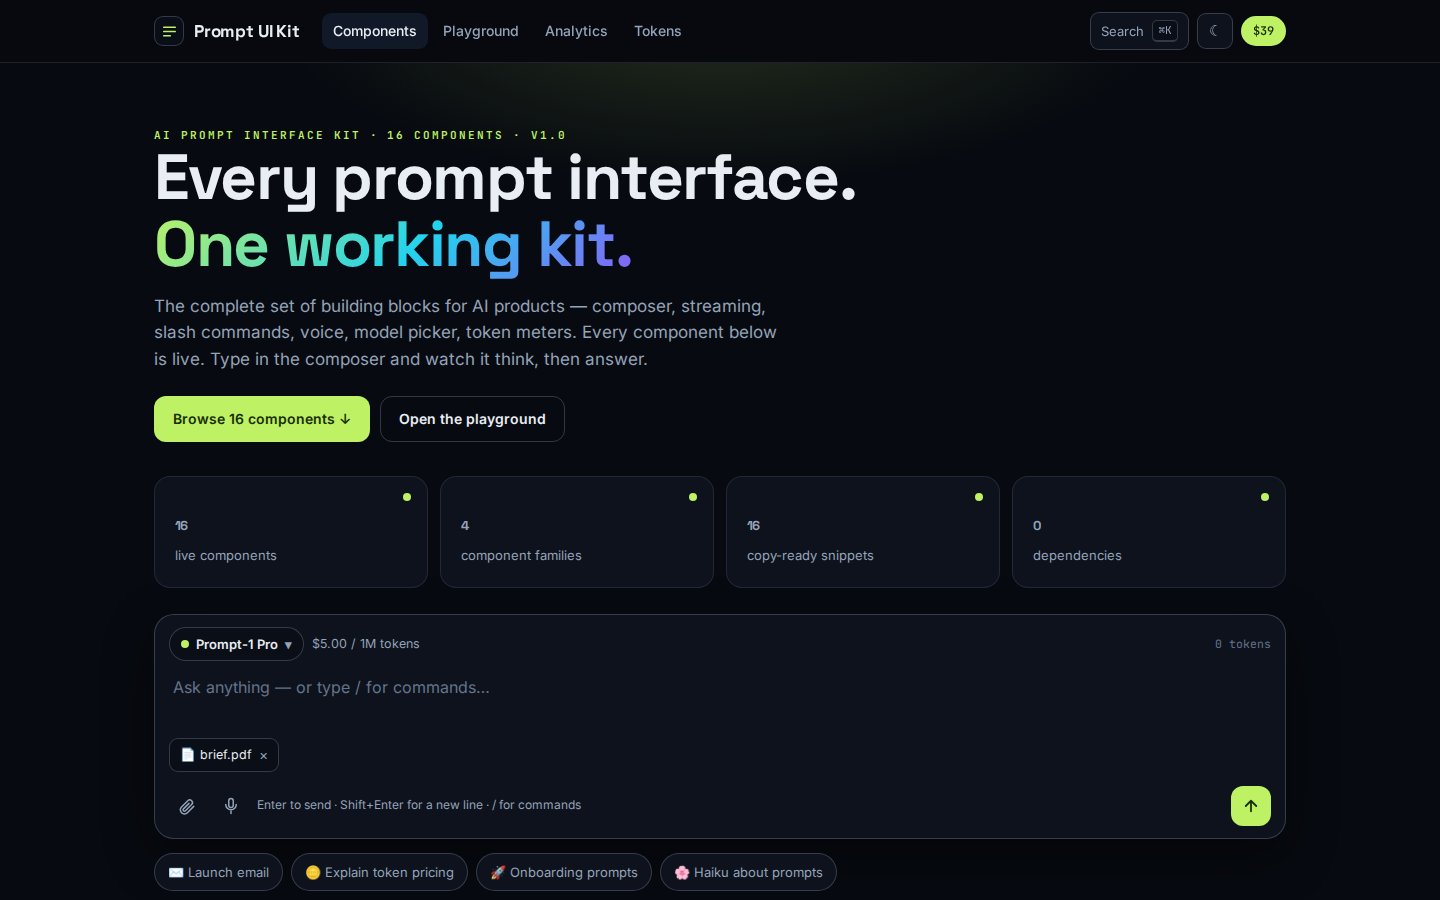 Prompt UI Kit
Components
Playground
Analytics
Tokens
Search ⌘K
$39
AI PROMPT INTERFACE KIT · 16 COMPONENTS · V1.0
Every prompt interface.
One working kit.
The complete set of building blocks for AI products — composer, streaming,
slash commands, voice, model picker, token meters. Every component below
is live. Type in the composer and watch it think, then answer.
Browse 16 components ↓
Open the playground
16
live components
4
component families
16
copy-ready snippets
0
dependencies
Prompt-1 Pro ▾
$5.00 / 1M tokens
0 tokens
Ask anything — or type / for commands...
📄 brief.pdf ×
Enter to send · Shift+Enter for a new line · / for commands
✉️ Launch email
🪙 Explain token pricing
🚀 Onboarding prompts
🌸 Haiku about prompts